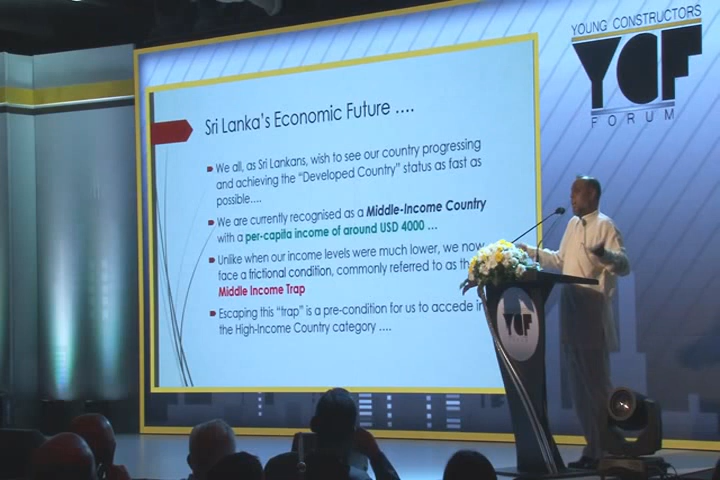 YOUNG CONSTRUCTORS
YCF
FORUM
Sri Lanka's Economic Future ....
We all, as Sri Lankans, wish to see our country progressing
and achieving the "Developed Country" status as fast as
possible....
We are currently recognised as a Middle-Income Country
with a per-capita income of around USD 4000 ...
Unlike when our income levels were much lower, we now
face a frictional condition, commonly referred to as the
Middle Income Trap
Escaping this "trap" is a pre-condition for us to accede in
the High-Income Country category ....
YCF